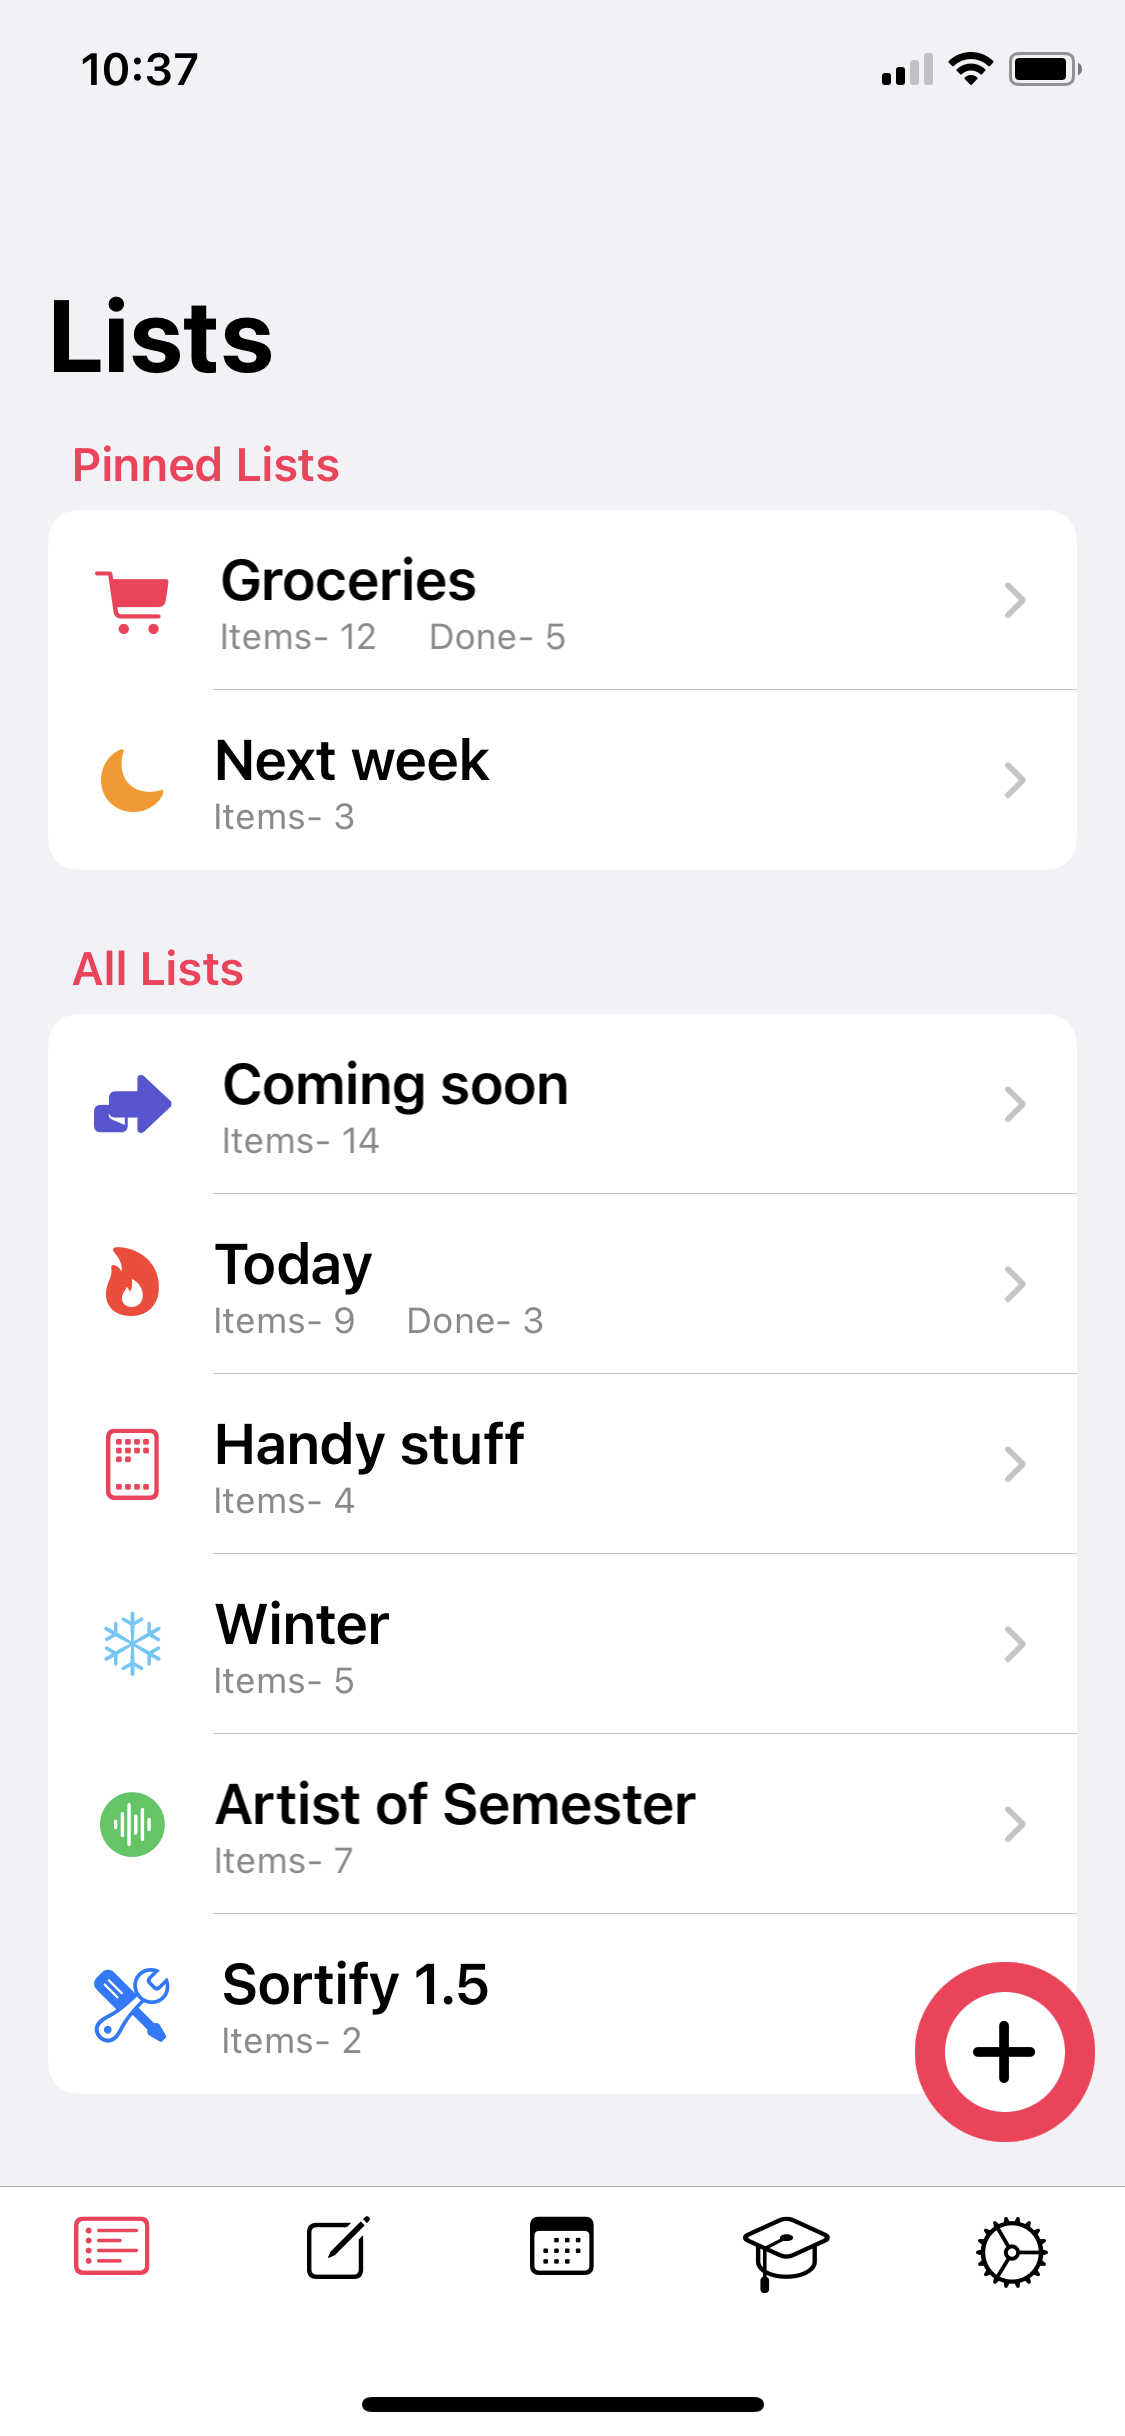 10:37
Lists
Pinned Lists
Groceries
Items- 12 Done- 5
Next week
Items- 3
All Lists
Coming soon
Items- 14
Today
Items- 9 Done- 3
Handy stuff
Items- 4
Winter
Items- 5
Artist of Semester
Items- 7
Sortify 1.5
Items- 2